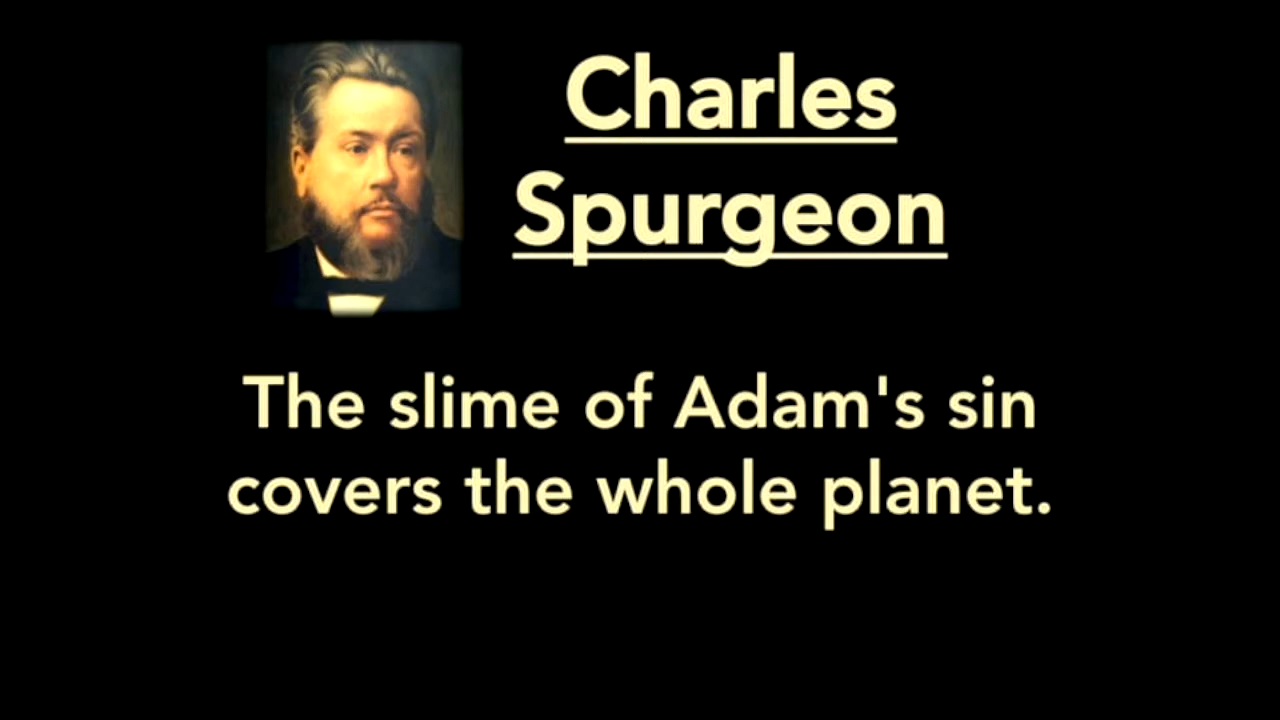 Charles
Spurgeon
The slime of Adam's sin
covers the whole planet.